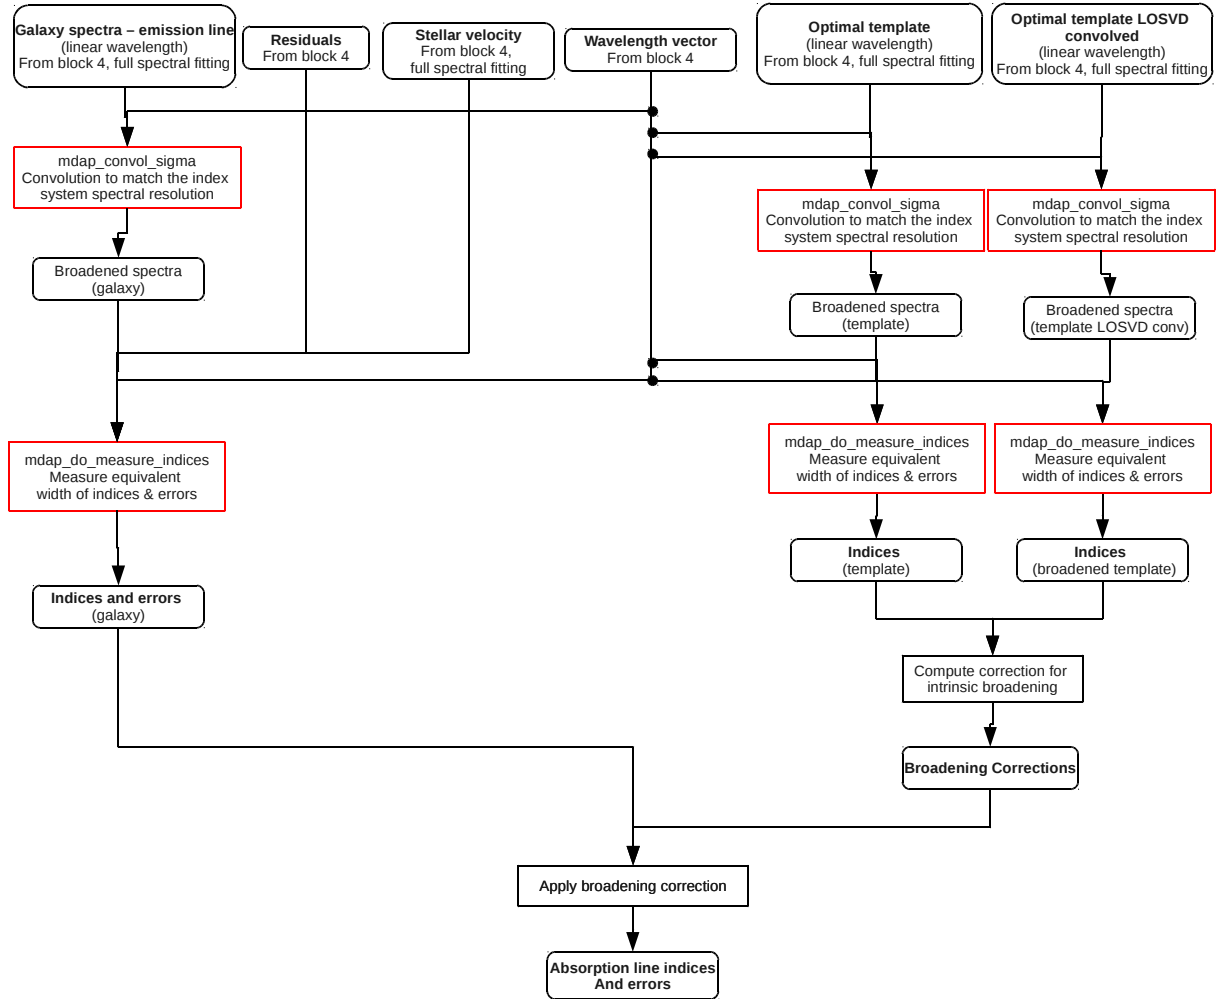 Galaxy spectra – emission line
(linear wavelength)
From block 4, full spectral fitting
Residuals
From block 4
Stellar velocity
From block 4,
full spectral fitting
Wavelength vector
From block 4
Optimal template
(linear wavelength)
From block 4, full spectral fitting
Optimal template LOSVD
convolved
(linear wavelength)
From block 4, full spectral fitting
mdap_convol_sigma
Convolution to match the index
system spectral resolution
mdap_convol_sigma
Convolution to match the index
system spectral resolution
mdap_convol_sigma
Convolution to match the index
system spectral resolution
Broadened spectra
(galaxy)
Broadened spectra
(template)
Broadened spectra
(template LOSVD conv)
mdap_do_measure_indices
Measure equivalent
width of indices & errors
mdap_do_measure_indices
Measure equivalent
width of indices & errors
mdap_do_measure_indices
Measure equivalent
width of indices & errors
Indices
(template)
Indices
(broadened template)
Indices and errors
(galaxy)
Compute correction for
intrinsic broadening
Broadening Corrections
Apply broadening correction
Absorption line indices
And errors